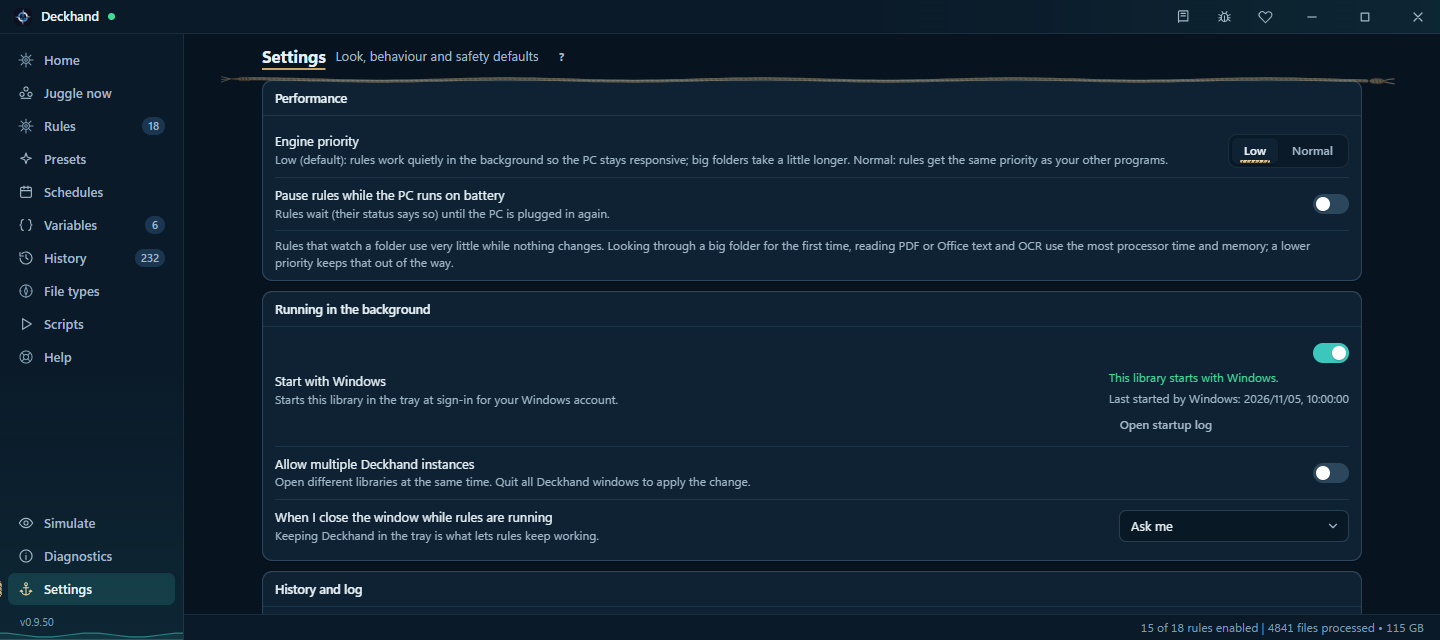 Deckhand
Home
Juggle now
Rules 18
Presets
Schedules
Variables 6
History 232
File types
Scripts
Help
Simulate
Diagnostics
Settings
v0.9.50
Settings Look, behaviour and safety defaults ?
Performance
Engine priority
Low (default): rules work quietly in the background so the PC stays responsive; big folders take a little longer. Normal: rules get the same priority as your other programs.
Low Normal
Pause rules while the PC runs on battery
Rules wait (their status says so) until the PC is plugged in again.
Rules that watch a folder use very little while nothing changes. Looking through a big folder for the first time, reading PDF or Office text and OCR use the most processor time and memory; a lower
priority keeps that out of the way.
Running in the background
Start with Windows
Starts this library in the tray at sign-in for your Windows account.
This library starts with Windows.
Last started by Windows: 2026/11/05, 10:00:00
Open startup log
Allow multiple Deckhand instances
Open different libraries at the same time. Quit all Deckhand windows to apply the change.
When I close the window while rules are running
Keeping Deckhand in the tray is what lets rules keep working.
Ask me
History and log
15 of 18 rules enabled | 4841 files processed • 115 GB